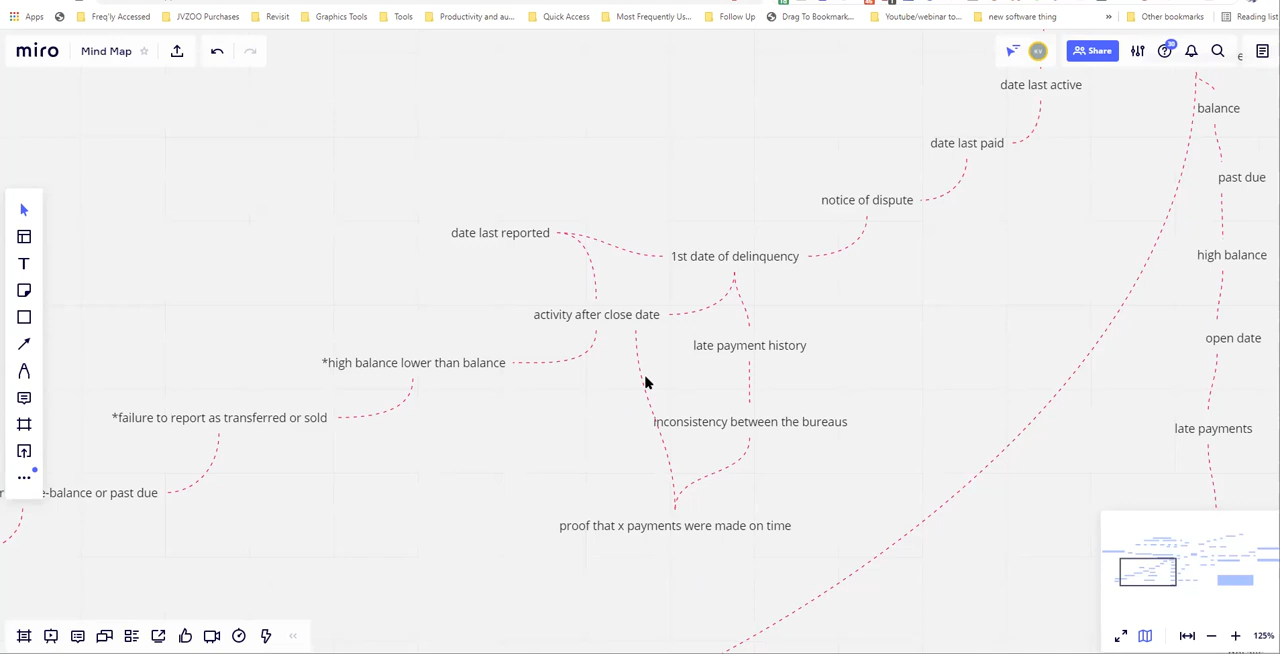 Apps
Freq'ly Accessed
JVZOO Purchases
Revisit
Graphics Tools
Tools
Productivity and au...
Quick Access
Most Frequently Us...
Follow Up
Drag To Bookmark...
Youtube/webinar to...
new software thing
»
Other bookmarks
Reading list
miro
Mind Map
Share
30
date last active
balance
date last paid
past due
notice of dispute
date last reported
1st date of delinquency
high balance
activity after close date
open date
late payment history
*high balance lower than balance
*failure to report as transferred or sold
inconsistency between the bureaus
late payments
-balance or past due
proof that x payments were made on time
125%